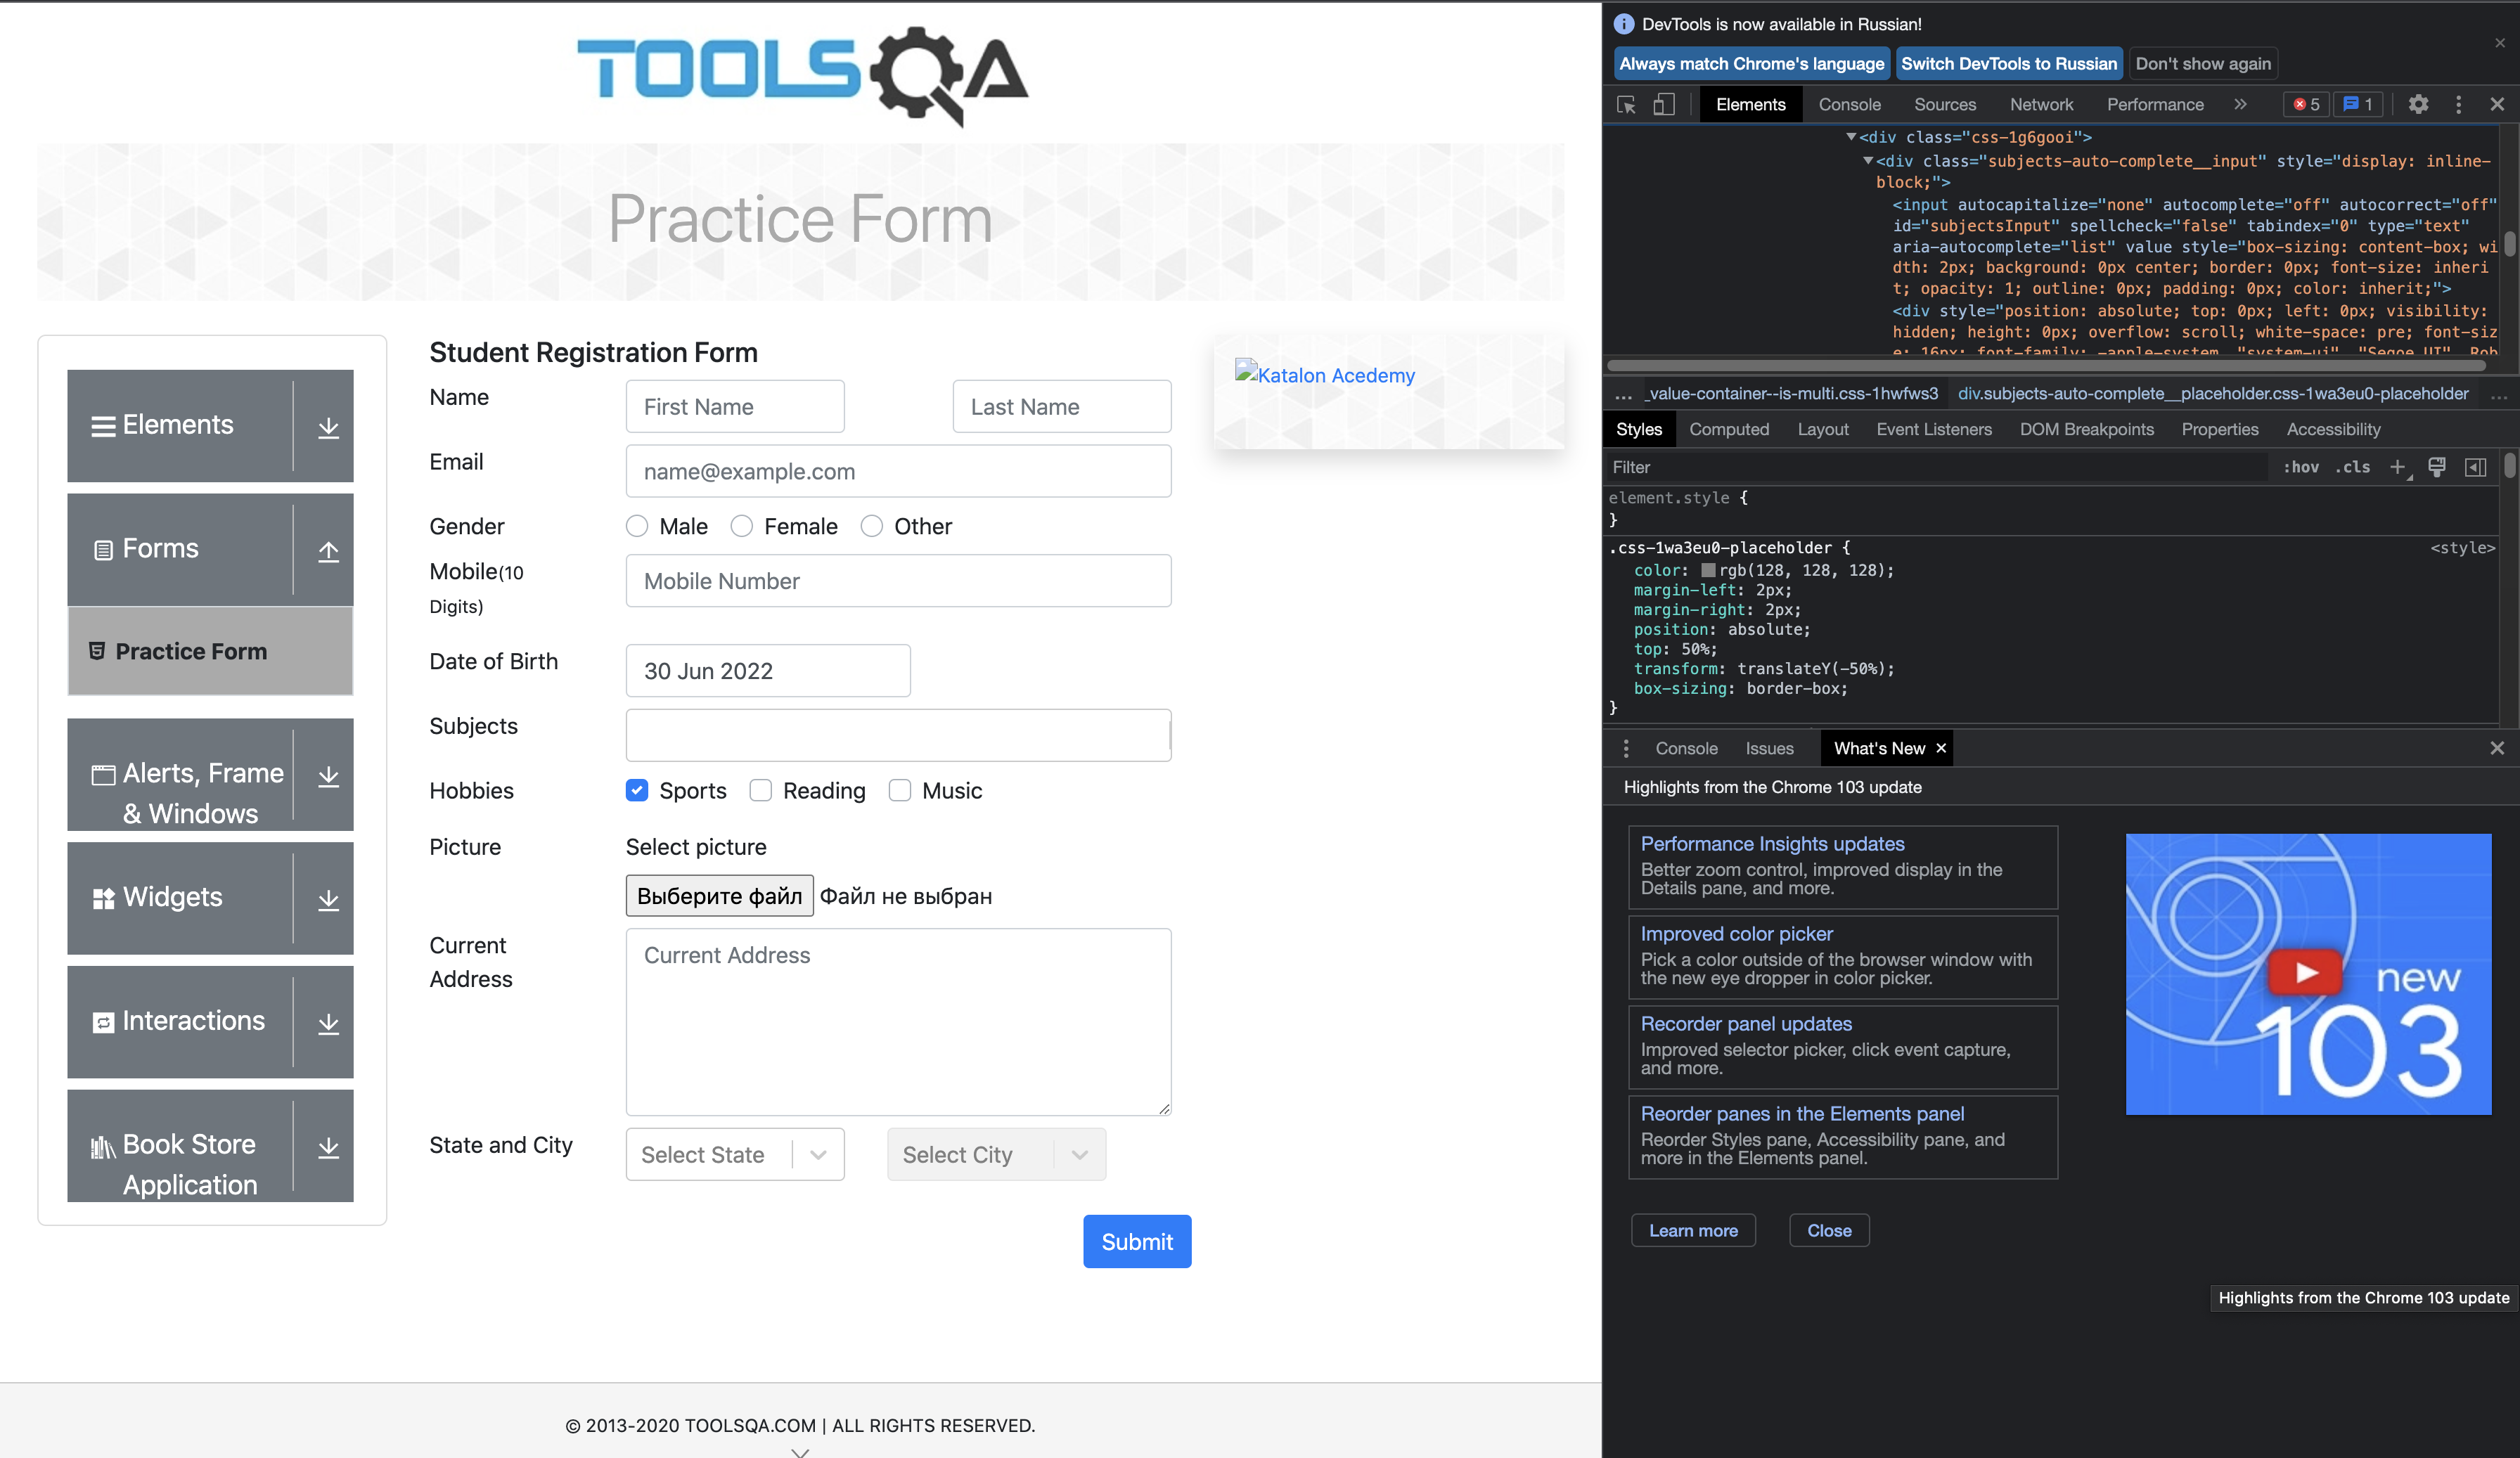 TOOLSQA
Practice Form
Elements
Forms
Practice Form
Alerts, Frame
& Windows
Widgets
Interactions
Book Store
Application
Student Registration Form
Name
First Name
Last Name
Email
name@example.com
Gender
Male
Female
Other
Mobile(10
Digits)
Mobile Number
Date of Birth
30 Jun 2022
Subjects
Hobbies
Sports
Reading
Music
Picture
Select picture
Выберите файл Файл не выбран
Current
Address
Current Address
State and City
Select State
Select City
Submit
Katalon Acedemy
© 2013-2020 TOOLSQA.COM | ALL RIGHTS RESERVED.
DevTools is now available in Russian!
Always match Chrome's language
Switch DevTools to Russian
Don't show again
Elements
Console
Sources
Network
Performance
»
5
1
<div class="css-1g6gooi">
<div class="subjects-auto-complete__input" style="display: inline-
block;">
<input autocapitalize="none" autocomplete="off" autocorrect="off"
id="subjectsInput" spellcheck="false" tabindex="0" type="text"
aria-autocomplete="list" value style="box-sizing: content-box; wi
dth: 2px; background: 0px center; border: 0px; font-size: inheri
t; opacity: 1; outline: 0px; padding: 0px; color: inherit;">
<div style="position: absolute; top: 0px; left: 0px; visibility:
hidden; height: 0px; overflow: scroll; white-space: pre; font-siz
e: 16px; font-family: -apple-system, "system-ui", "Segoe UI", Rob
... _value-container--is-multi.css-1hwfws3 div.subjects-auto-complete__placeholder.css-1wa3eu0-placeholder ...
Styles
Computed
Layout
Event Listeners
DOM Breakpoints
Properties
Accessibility
Filter
:hov
.cls
element.style {
}
.css-1wa3eu0-placeholder { <style>
color: rgb(128, 128, 128);
margin-left: 2px;
margin-right: 2px;
position: absolute;
top: 50%;
transform: translateY(-50%);
box-sizing: border-box;
}
Console
Issues
What's New
Highlights from the Chrome 103 update
Performance Insights updates
Better zoom control, improved display in the
Details pane, and more.
Improved color picker
Pick a color outside of the browser window with
the new eye dropper in color picker.
Recorder panel updates
Improved selector picker, click event capture,
and more.
Reorder panes in the Elements panel
Reorder Styles pane, Accessibility pane, and
more in the Elements panel.
new
103
Learn more
Close
Highlights from the Chrome 103 update